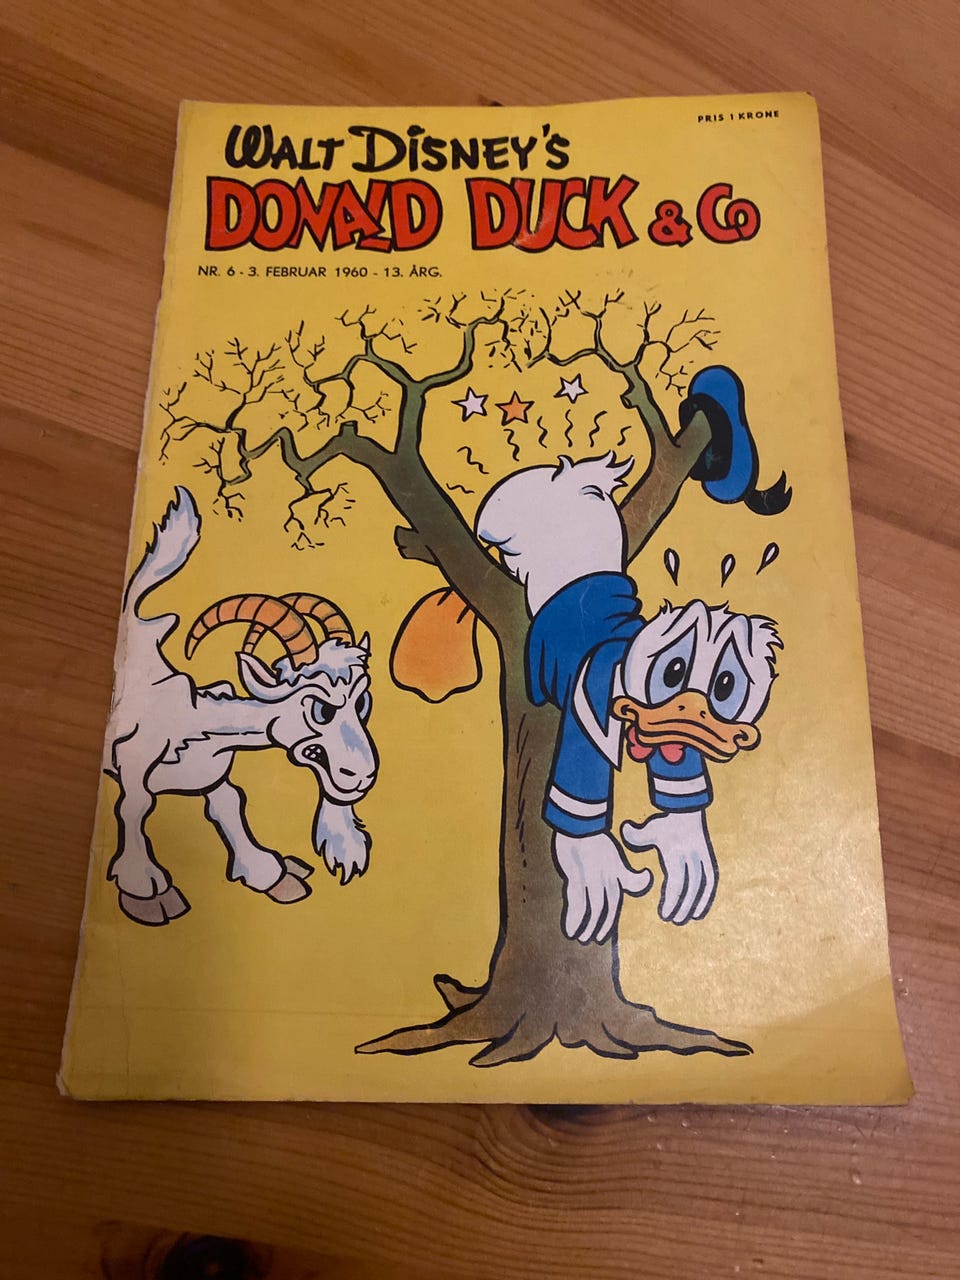 PRIS 1 KRONE
WALT DISNEY'S
DONALD DUCK & Co
NR. 6 - 3. FEBRUAR 1960 - 13. ÅRG.